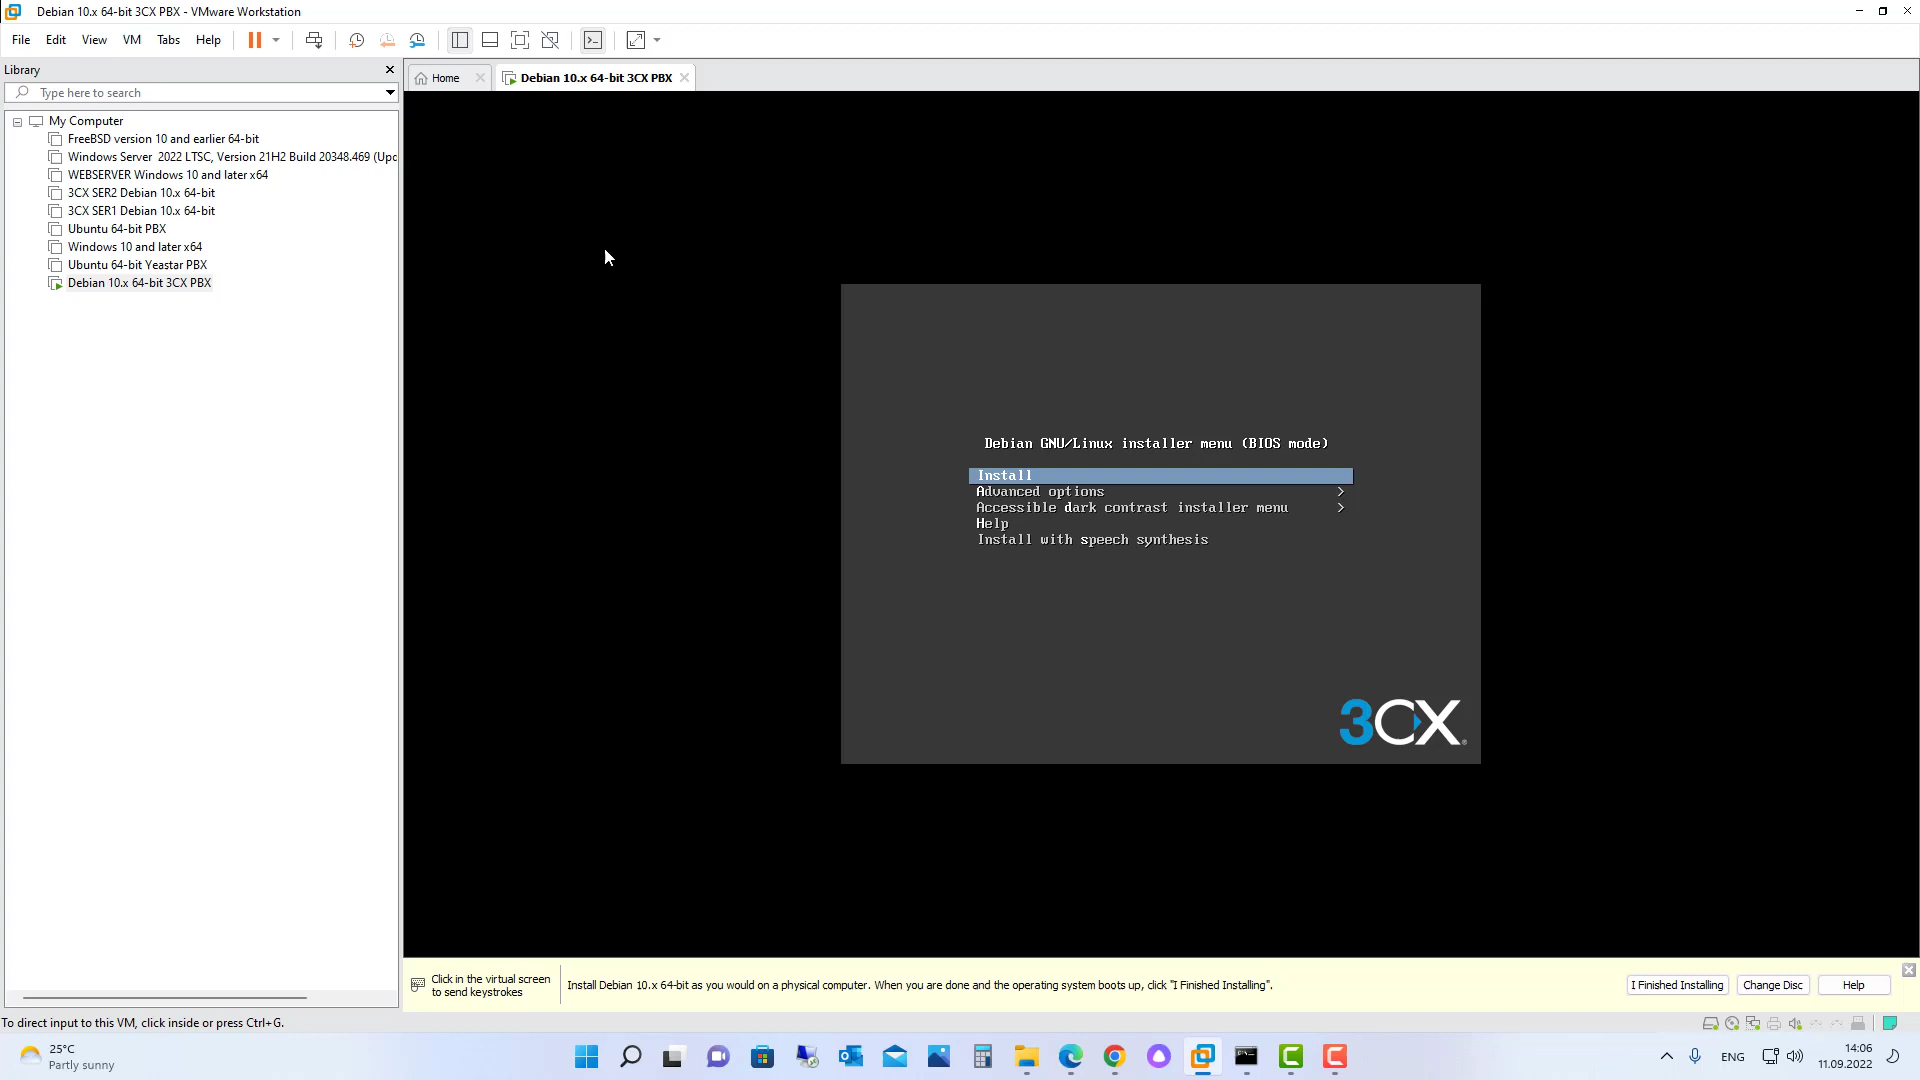 Debian 10.x 64-bit 3CX PBX - VMware Workstation
File Edit View VM Tabs Help
Library
Type here to search
My Computer
FreeBSD version 10 and earlier 64-bit
Windows Server 2022 LTSC, Version 21H2 Build 20348.469 (Upd
WEBSERVER Windows 10 and later x64
3CX SER2 Debian 10.x 64-bit
3CX SER1 Debian 10.x 64-bit
Ubuntu 64-bit PBX
Windows 10 and later x64
Ubuntu 64-bit Yeastar PBX
Debian 10.x 64-bit 3CX PBX
Home
Debian 10.x 64-bit 3CX PBX
Debian GNU/Linux installer menu (BIOS mode)
Install
Advanced options >
Accessible dark contrast installer menu >
Help
Install with speech synthesis
3CX®
Click in the virtual screen
to send keystrokes
Install Debian 10.x 64-bit as you would on a physical computer. When you are done and the operating system boots up, click "I Finished Installing".
I Finished Installing
Change Disc
Help
To direct input to this VM, click inside or press Ctrl+G.
25°C
Partly sunny
ENG
14:06
11.09.2022